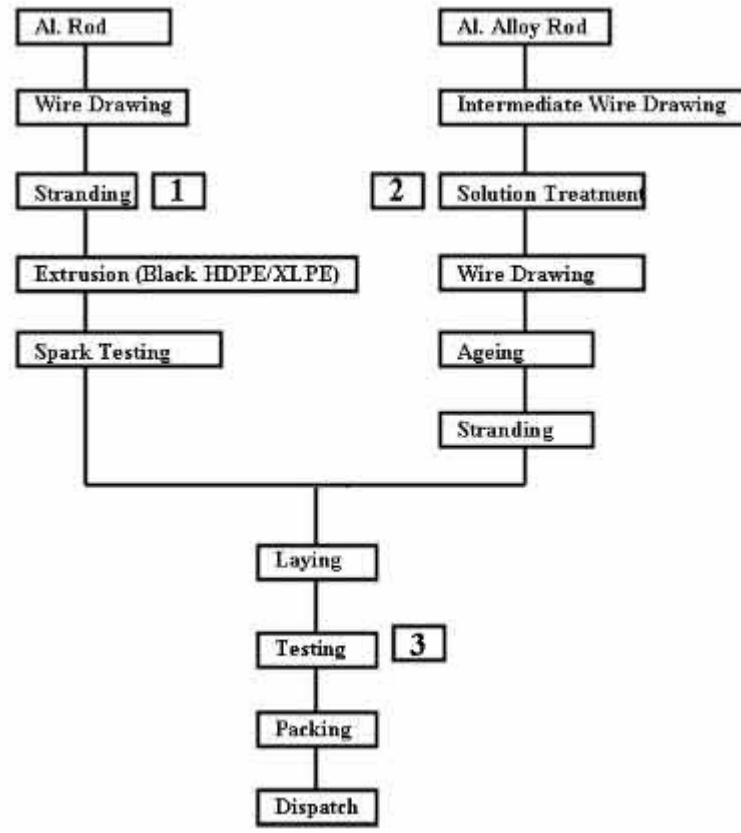 Al. Rod
Wire Drawing
Stranding
1
Extrusion (Black HDPE/XLPE)
Spark Testing
Al. Alloy Rod
Intermediate Wire Drawing
2
Solution Treatment
Wire Drawing
Ageing
Stranding
Laying
Testing
3
Packing
Dispatch